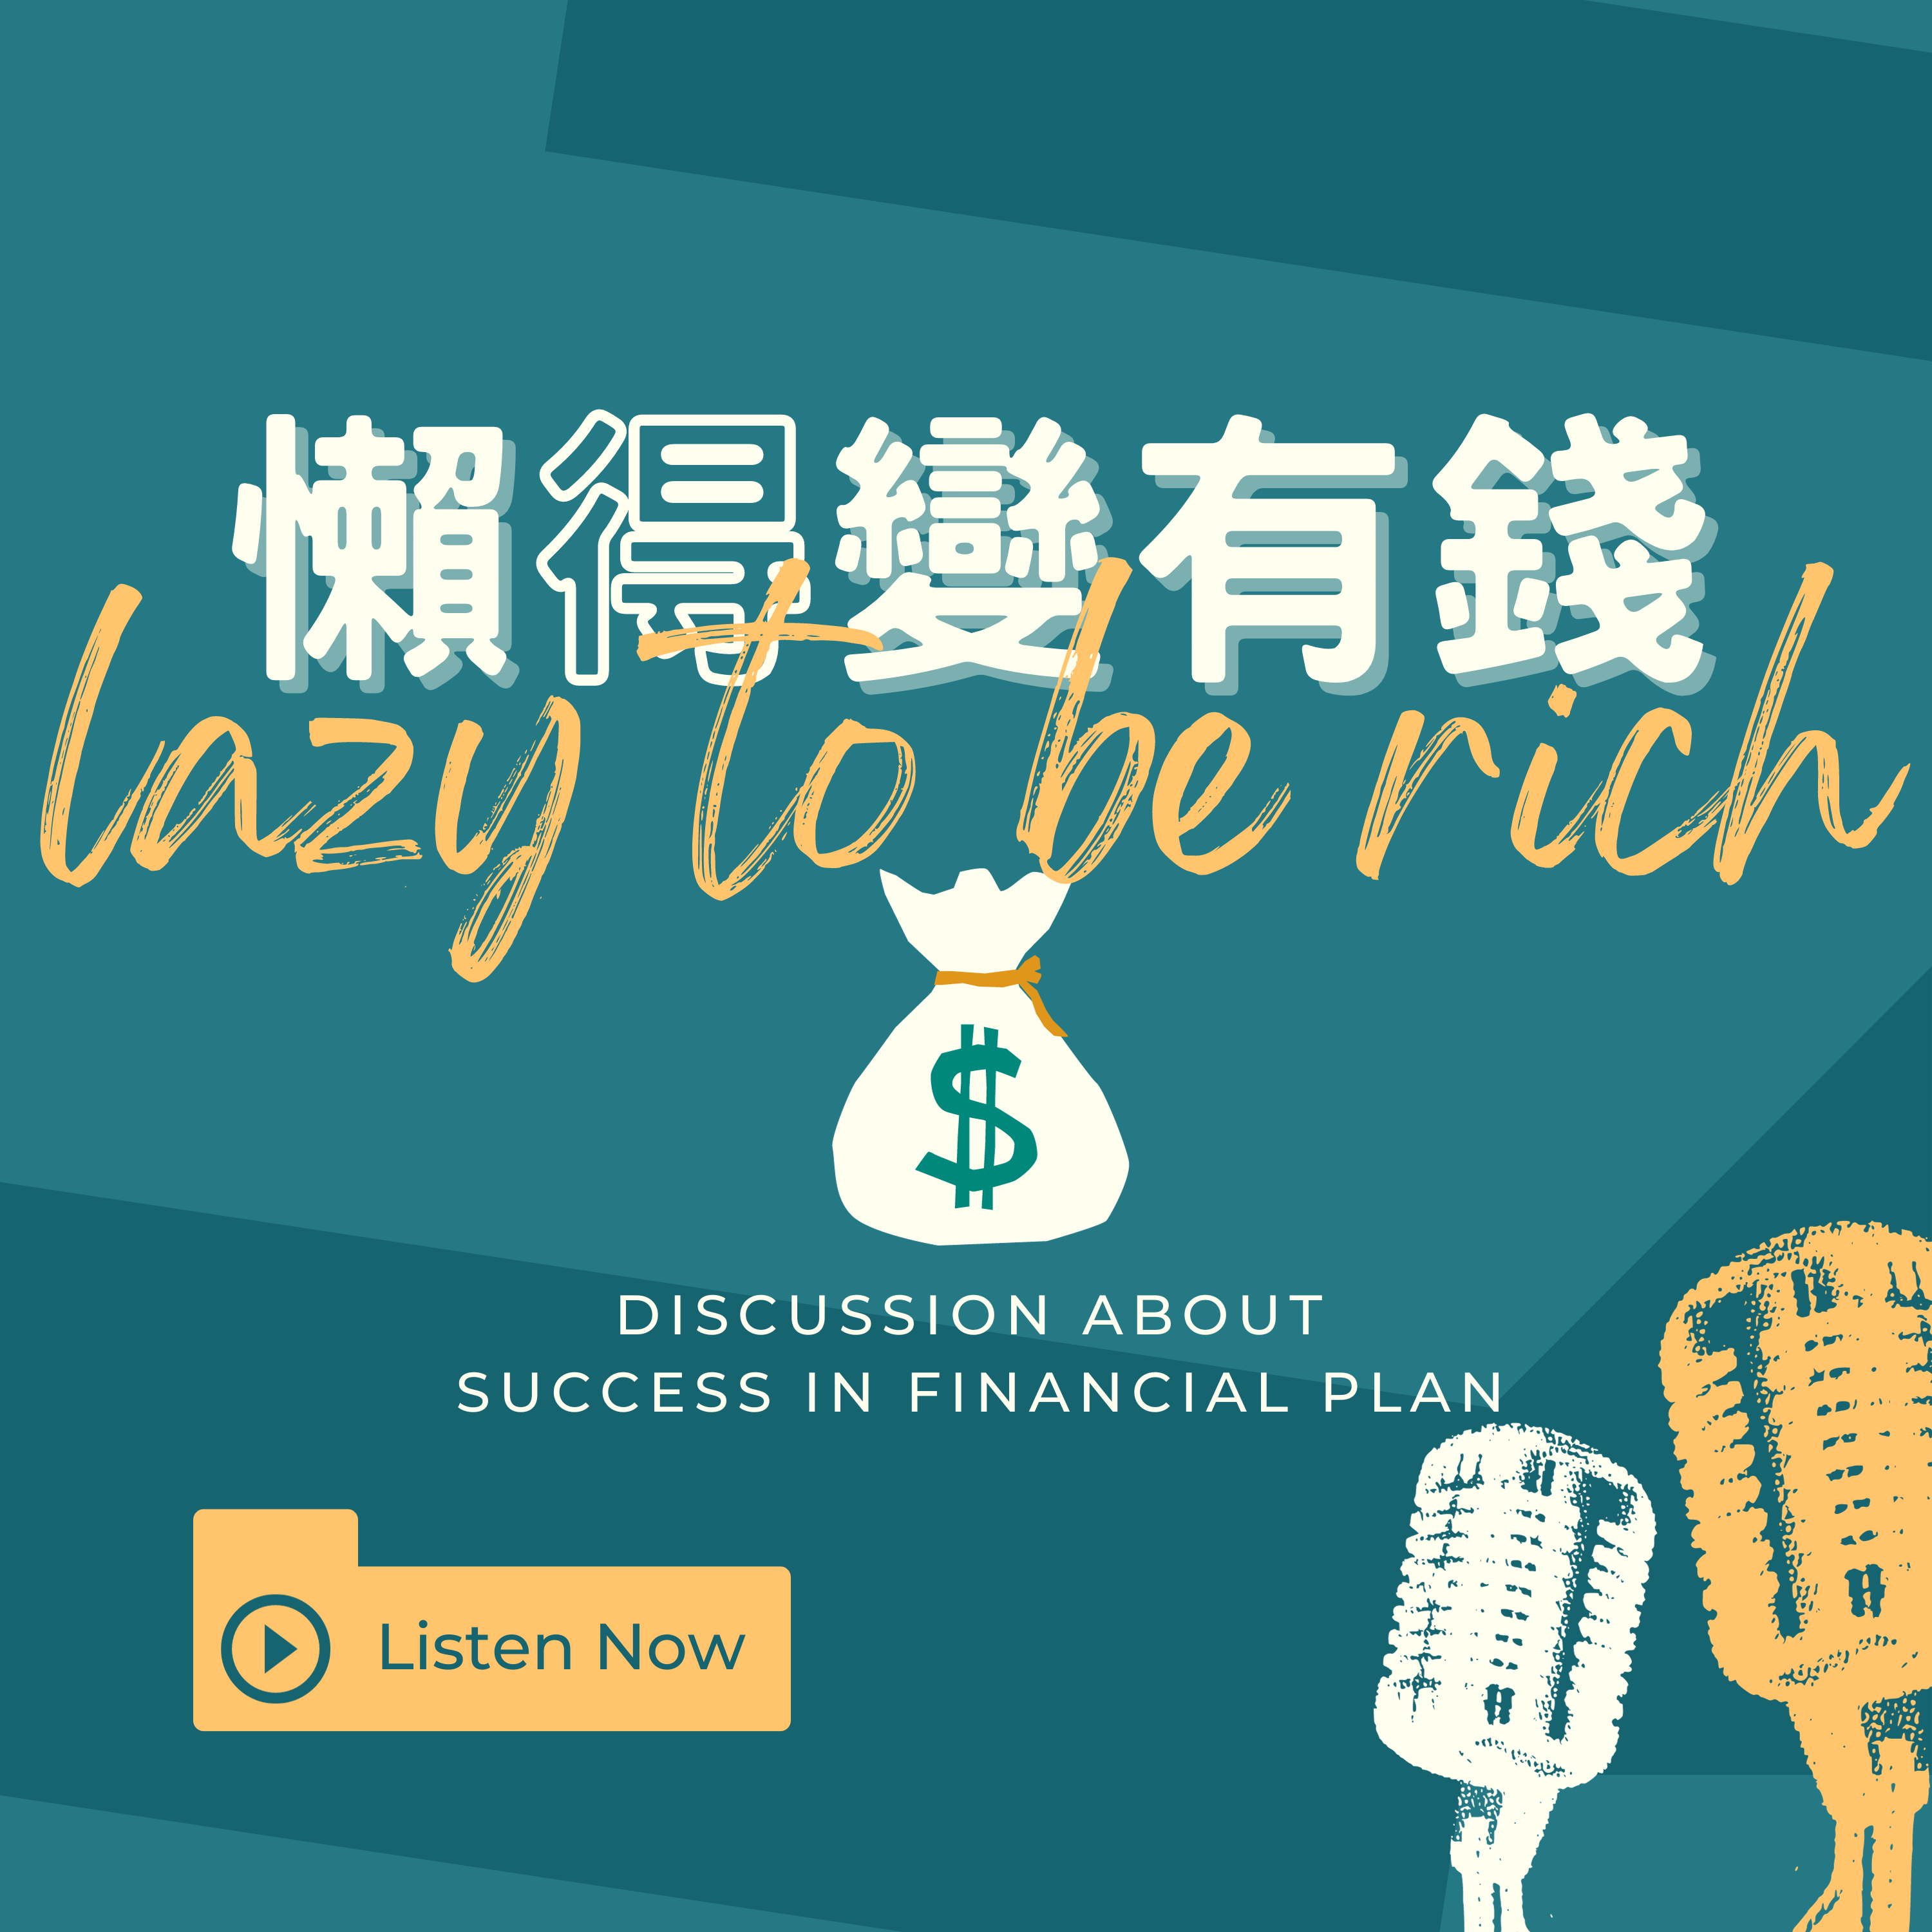 懶得變有錢
lazy to be rich
$
DISCUSSION ABOUT
SUCCESS IN FINANCIAL PLAN
Listen Now